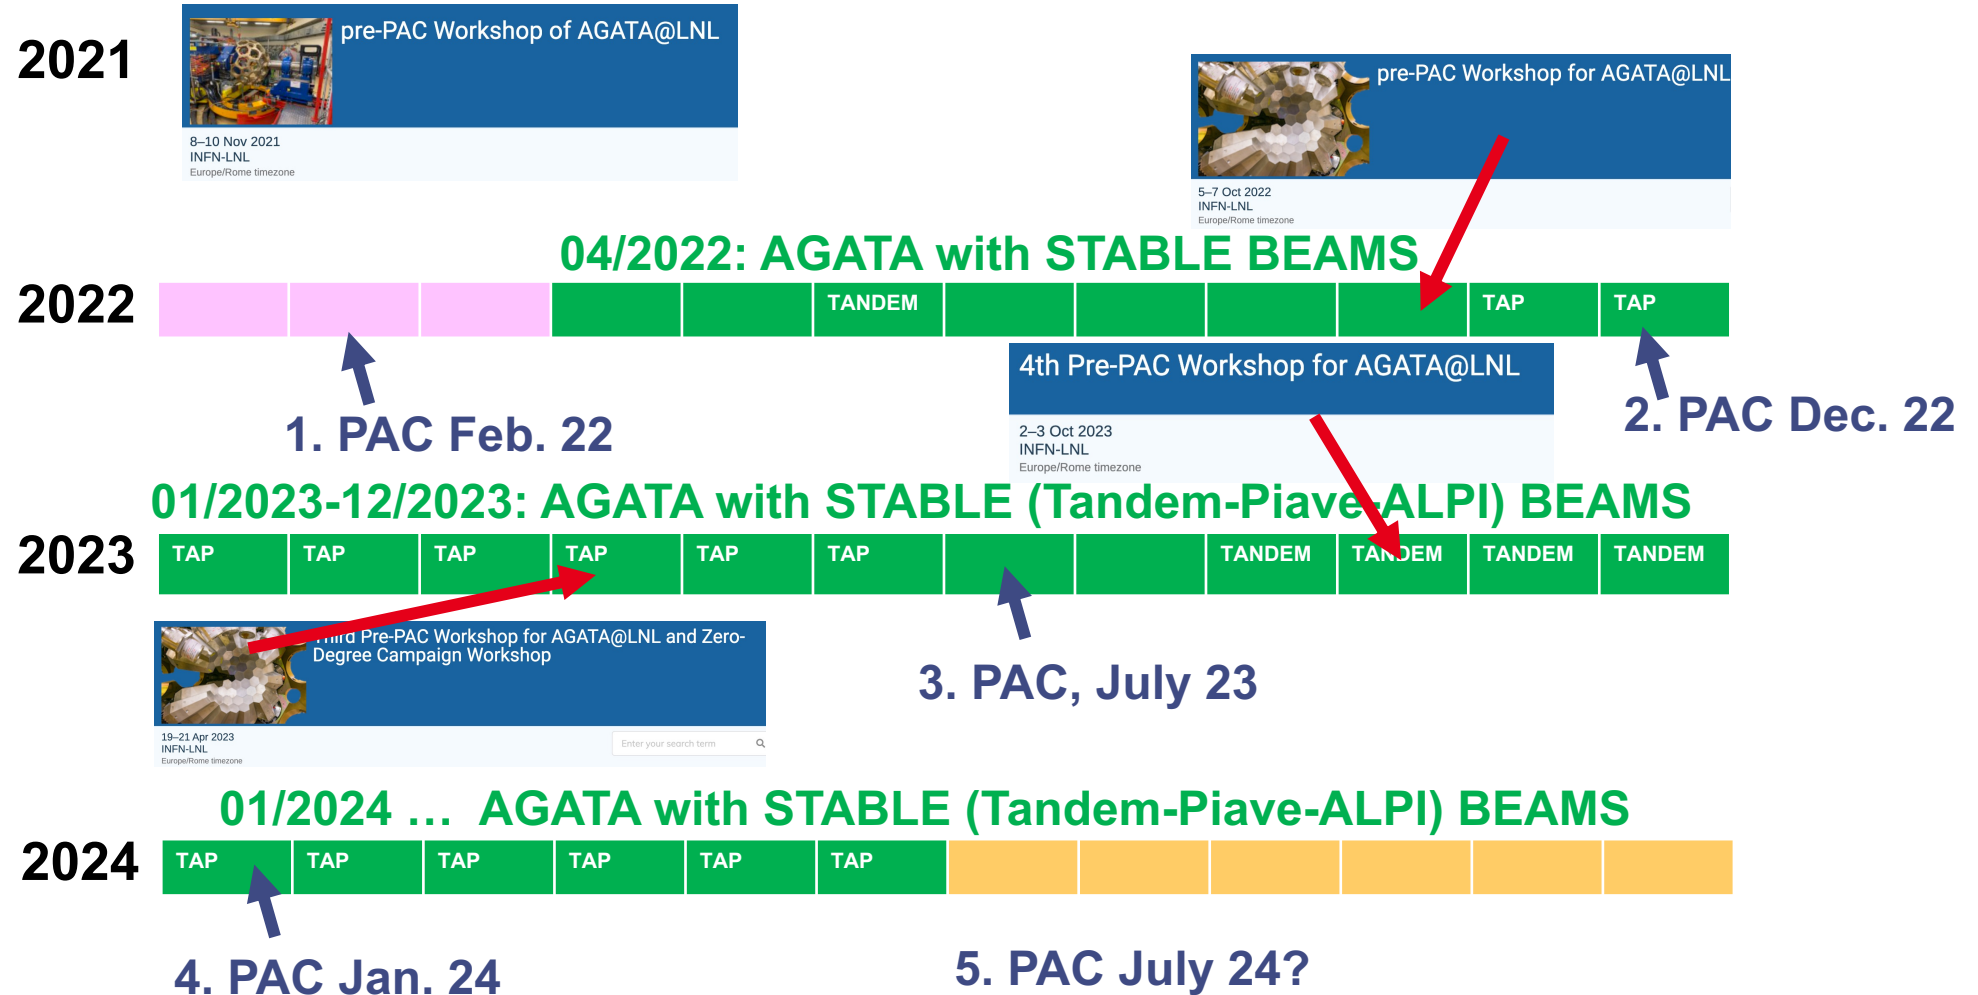 2021
pre-PAC Workshop of AGATA@LNL
8–10 Nov 2021
INFN-LNL
Europe/Rome timezone
pre-PAC Workshop for AGATA@LNL
5–7 Oct 2022
INFN-LNL
Europe/Rome timezone
04/2022: AGATA with STABLE BEAMS
2022
TANDEM
TAP
TAP
1. PAC Feb. 22
4th Pre-PAC Workshop for AGATA@LNL
2–3 Oct 2023
INFN-LNL
Europe/Rome timezone
2. PAC Dec. 22
01/2023-12/2023: AGATA with STABLE (Tandem-Piave-ALPI) BEAMS
2023
TAP
TAP
TAP
TAP
TAP
TAP
TANDEM
TANDEM
TANDEM
TANDEM
Third Pre-PAC Workshop for AGATA@LNL and Zero-
Degree Campaign Workshop
19–21 Apr 2023
INFN-LNL
Europe/Rome timezone
Enter your search term
3. PAC, July 23
01/2024 … AGATA with STABLE (Tandem-Piave-ALPI) BEAMS
2024
TAP
TAP
TAP
TAP
TAP
TAP
4. PAC Jan. 24
5. PAC July 24?